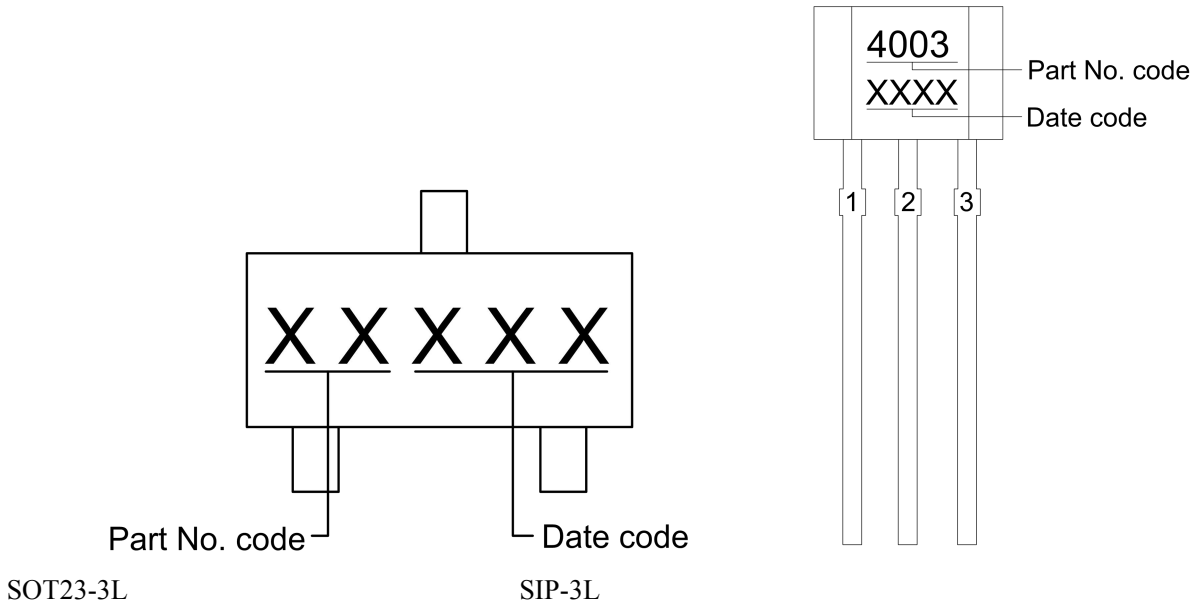 4003
Part No. code
XXXX
Date code
1 2 3
X X X X X
Part No. code
Date code
SOT23-3L
SIP-3L